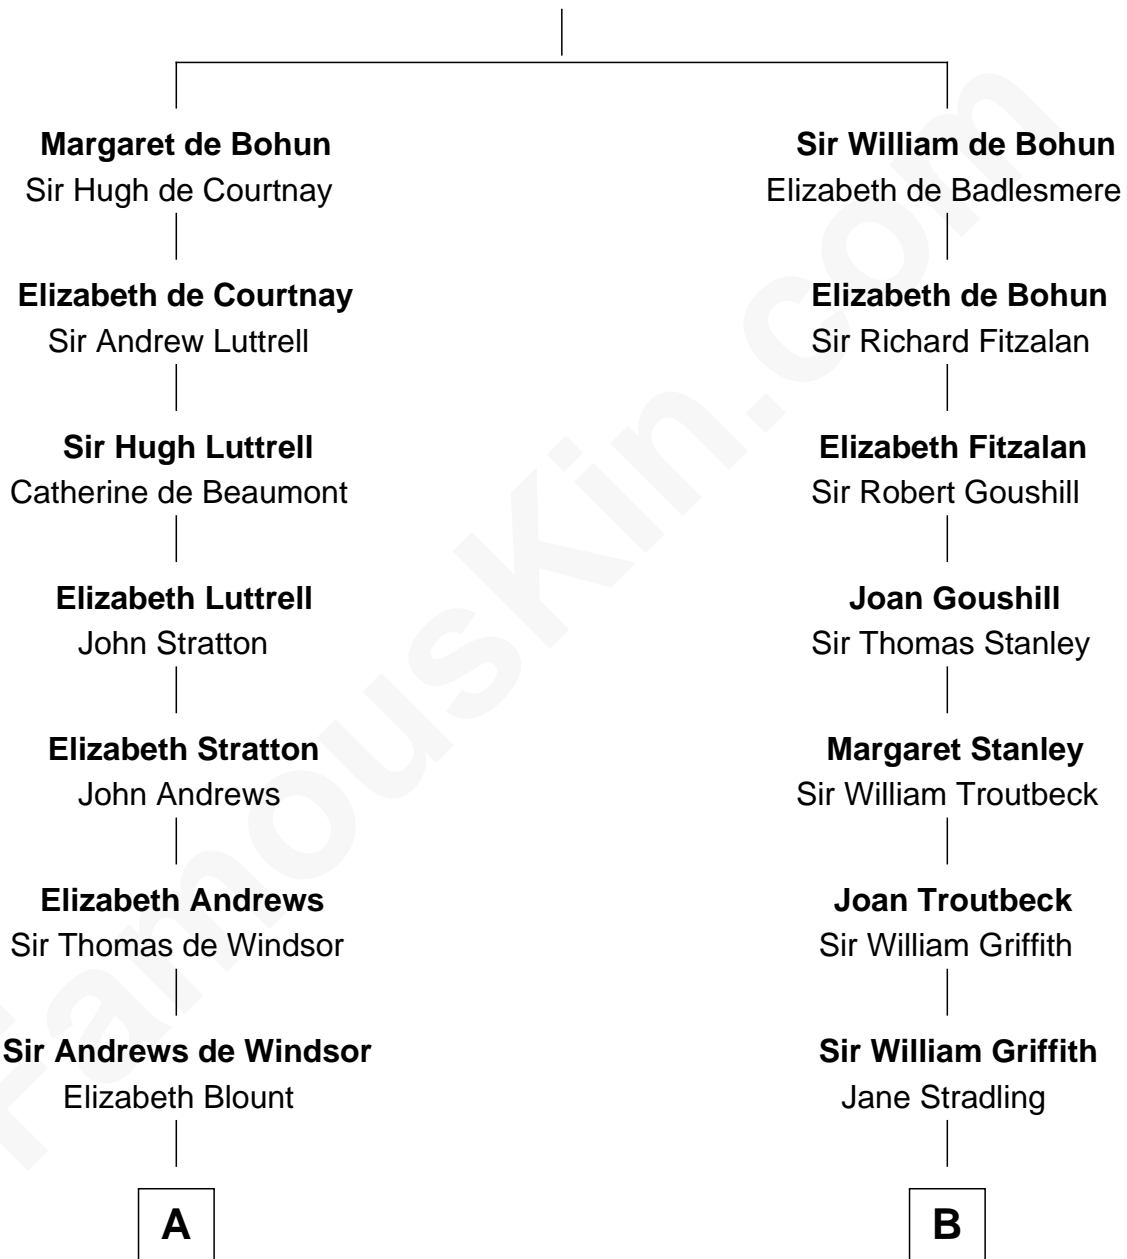 Margaret de Bohun
Sir Hugh de Courtnay
Elizabeth de Courtnay
Sir Andrew Luttrell
Sir Hugh Luttrell
Catherine de Beaumont
Elizabeth Luttrell
John Stratton
Elizabeth Stratton
John Andrews
Elizabeth Andrews
Sir Thomas de Windsor
Sir Andrews de Windsor
Elizabeth Blount
A
Sir William de Bohun
Elizabeth de Badlesmere
Elizabeth de Bohun
Sir Richard Fitzalan
Elizabeth Fitzalan
Sir Robert Goushill
Joan Goushill
Sir Thomas Stanley
Margaret Stanley
Sir William Troutbeck
Joan Troutbeck
Sir William Griffith
Sir William Griffith
Jane Stradling
B
FamousKin.com